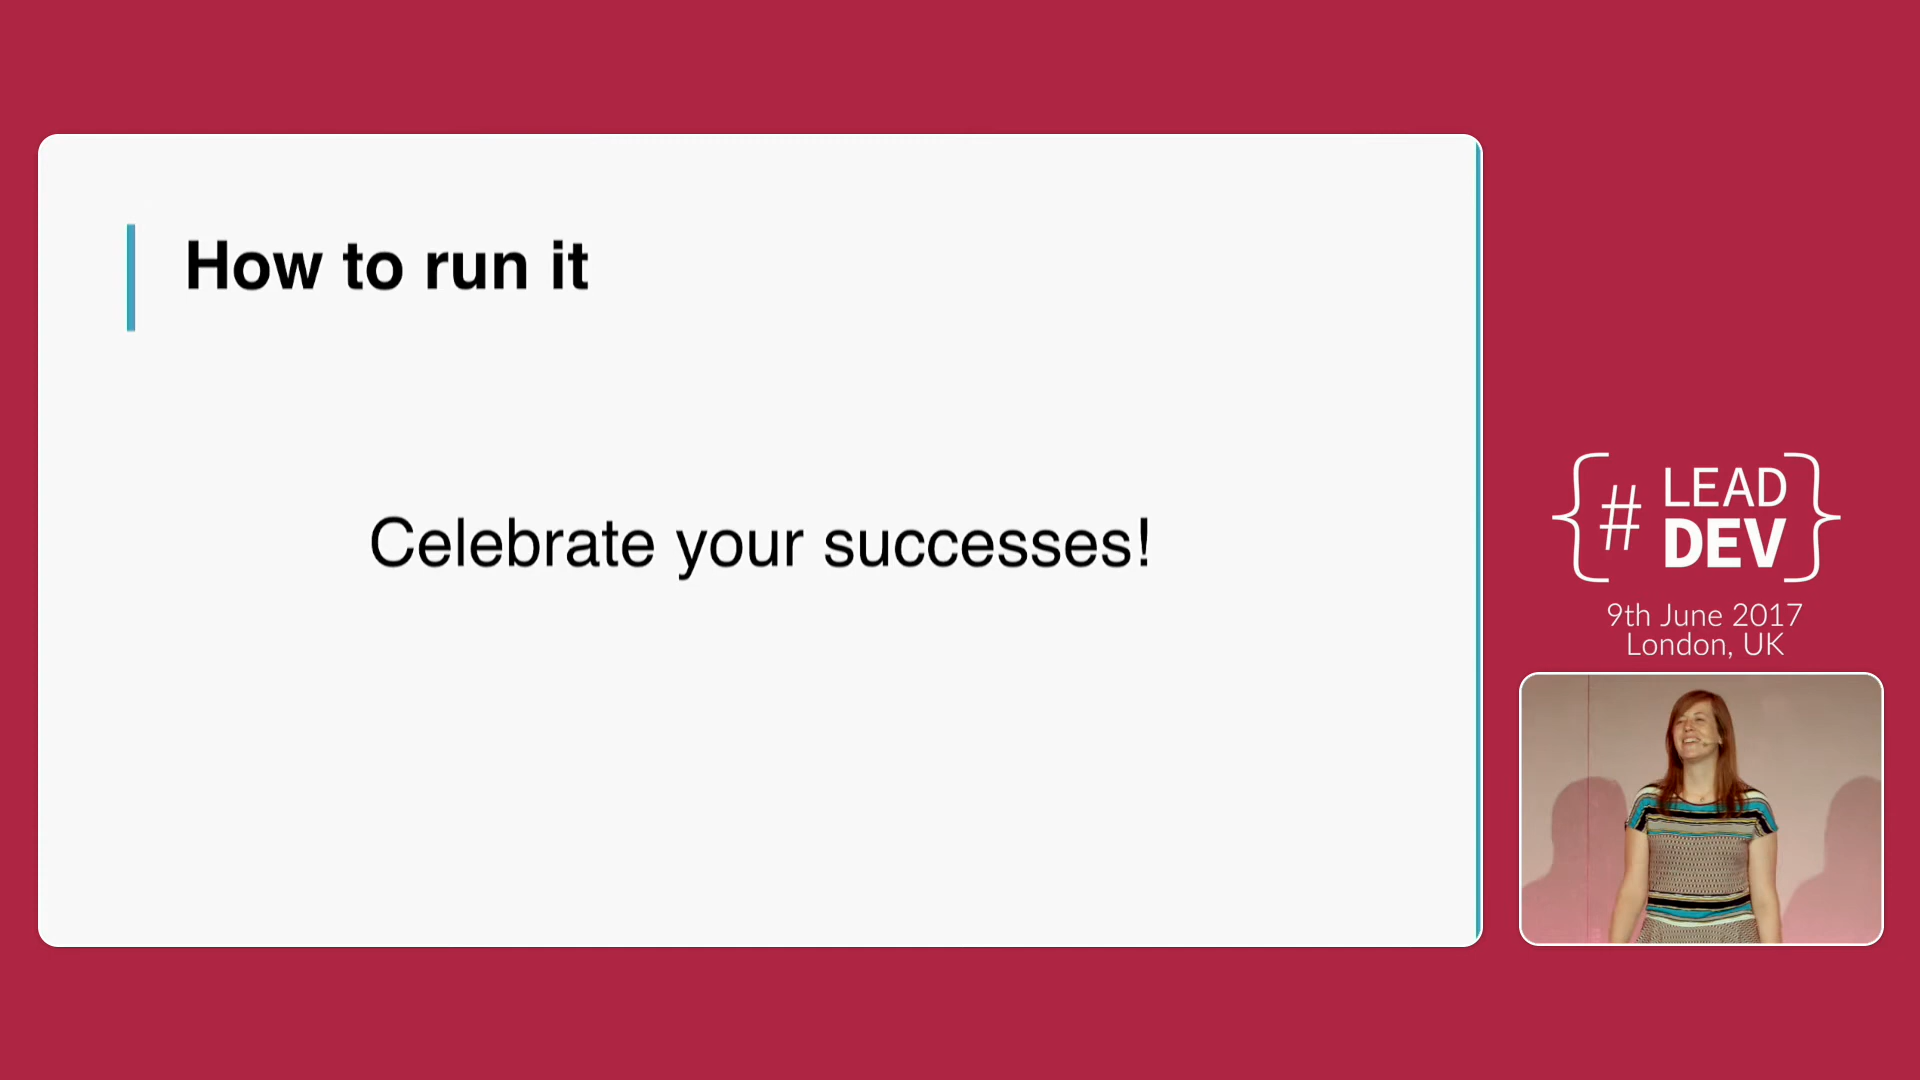 How to run it
Celebrate your successes!
{# LEAD
DEV}
9th June 2017
London, UK